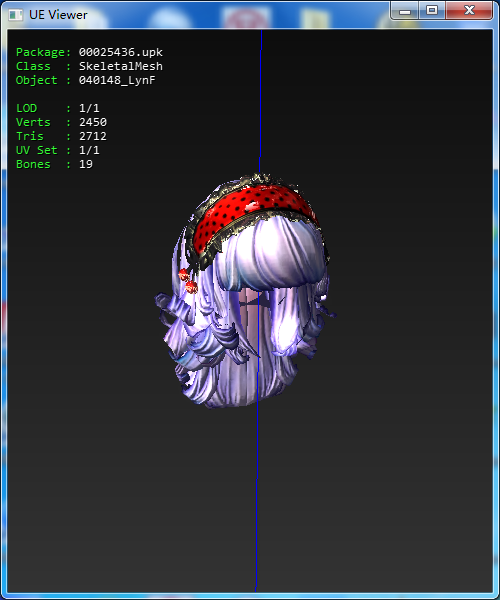 UE Viewer
Package: 00025436.upk
Class : SkeletalMesh
Object : 040148_LynF
LOD : 1/1
Verts : 2450
Tris : 2712
UV Set : 1/1
Bones : 19